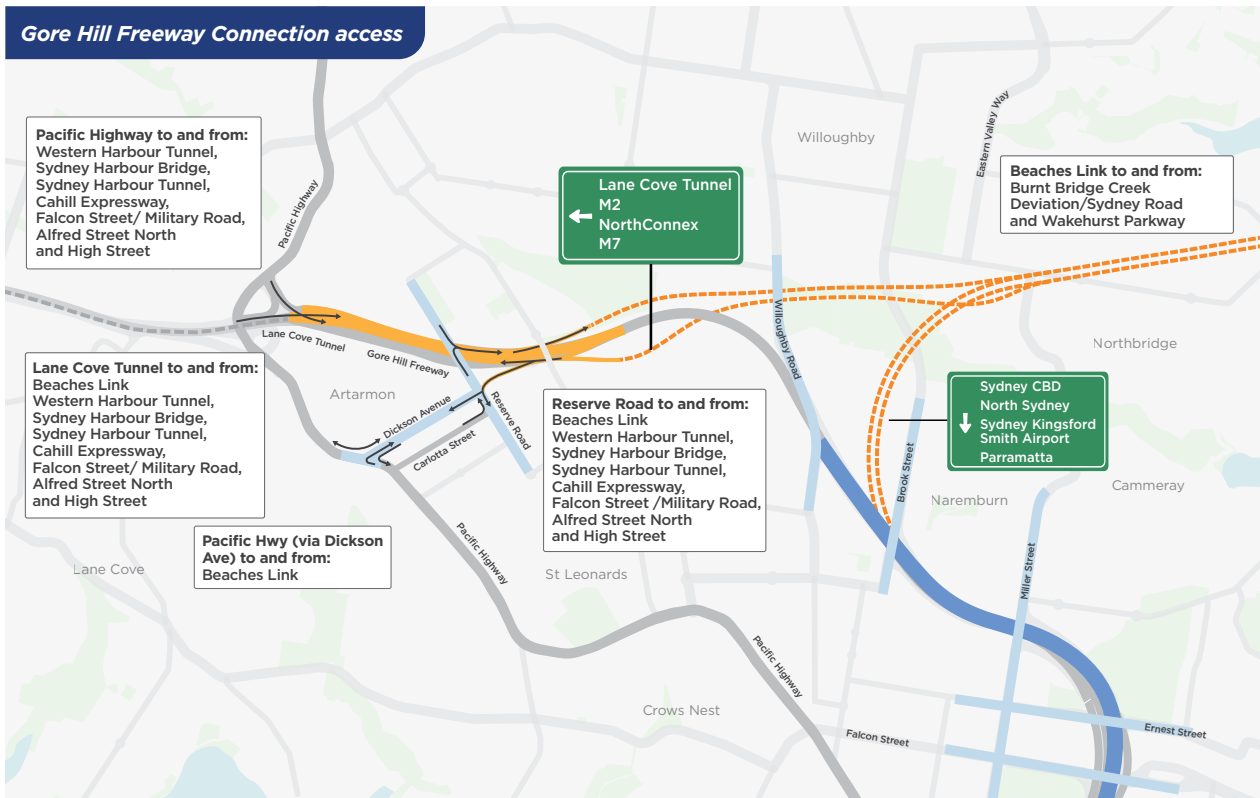 Gore Hill Freeway Connection access
Pacific Highway to and from:
Western Harbour Tunnel,
Sydney Harbour Bridge,
Sydney Harbour Tunnel,
Cahill Expressway,
Falcon Street/ Military Road,
Alfred Street North
and High Street
Pacific Highway
Lane Cove Tunnel
M2
NorthConnex
M7
Willoughby
Eastern Valley Way
Beaches Link to and from:
Burnt Bridge Creek
Deviation/Sydney Road
and Wakehurst Parkway
Lane Cove Tunnel
Gore Hill Freeway
Willoughby Road
Northbridge
Lane Cove Tunnel to and from:
Beaches Link
Western Harbour Tunnel,
Sydney Harbour Bridge,
Sydney Harbour Tunnel,
Cahill Expressway,
Falcon Street/ Military Road,
Alfred Street North
and High Street
Artarmon
Dickson Avenue
Carlotta Street
Reserve Road
Reserve Road to and from:
Beaches Link
Western Harbour Tunnel,
Sydney Harbour Bridge,
Sydney Harbour Tunnel,
Cahill Expressway,
Falcon Street /Military Road,
Alfred Street North
and High Street
Sydney CBD
North Sydney
Sydney Kingsford
Smith Airport
Parramatta
Brook Street
Naremburn
Cammeray
Pacific Hwy (via Dickson
Ave) to and from:
Beaches Link
Lane Cove
Pacific Highway
St Leonards
Miller Street
Pacific Highway
Crows Nest
Falcon Street
Ernest Street